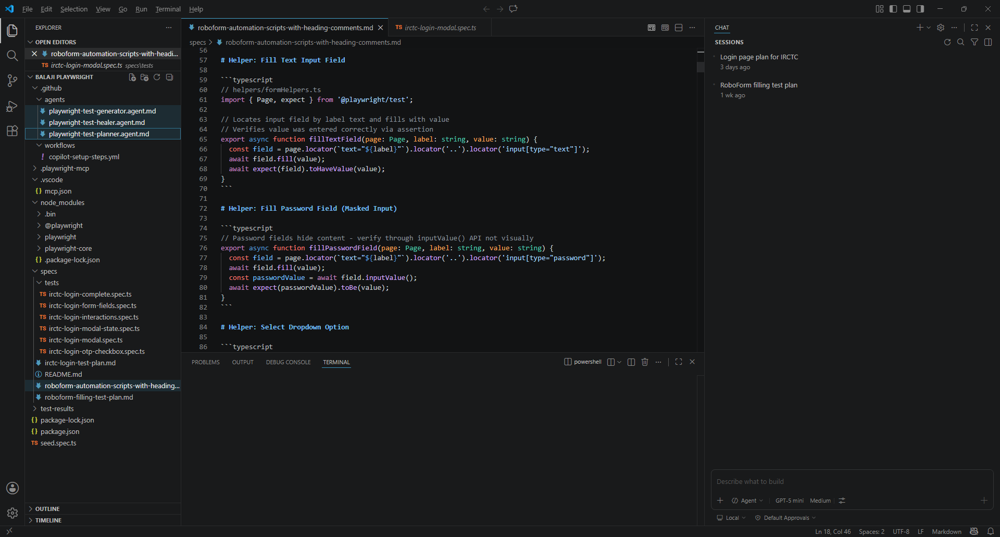 File Edit Selection View Go Run Terminal Help
EXPLORER
OPEN EDITORS
roboform-automation-scripts-with-headi...
TS irctc-login-modal.spec.ts specs\tests
BALAJI PLAYWRIGHT
.github
agents
playwright-test-generator.agent.md
playwright-test-healer.agent.md
playwright-test-planner.agent.md
workflows
! copilot-setup-steps.yml
.playwright-mcp
.vscode
{} mcp.json
node_modules
.bin
@playwright
playwright
playwright-core
{} .package-lock.json
specs
tests
TS irctc-login-complete.spec.ts
TS irctc-login-form-fields.spec.ts
TS irctc-login-interactions.spec.ts
TS irctc-login-modal-state.spec.ts
TS irctc-login-modal.spec.ts
TS irctc-login-otp-checkbox.spec.ts
irctc-login-test-plan.md
README.md
roboform-automation-scripts-with-heading...
roboform-filling-test-plan.md
test-results
{} package-lock.json
{} package.json
TS seed.spec.ts
OUTLINE
TIMELINE
roboform-automation-scripts-with-heading-comments.md
TS irctc-login-modal.spec.ts
specs > roboform-automation-scripts-with-heading-comments.md
56
57 # Helper: Fill Text Input Field
58
59 ```typescript
60 // helpers/formHelpers.ts
61 import { Page, expect } from '@playwright/test';
62
63 // Locates input field by label text and fills with value
64 // Verifies value was entered correctly via assertion
65 export async function fillTextField(page: Page, label: string, value: string) {
66 const field = page.locator(`text="${label}"`).locator('..').locator('input[type="text"]');
67 await field.fill(value);
68 await expect(field).toHaveValue(value);
69 }
70 ```
71
72 # Helper: Fill Password Field (Masked Input)
73
74 ```typescript
75 // Password fields hide content - verify through inputValue() API not visually
76 export async function fillPasswordField(page: Page, label: string, value: string) {
77 const field = page.locator(`text="${label}"`).locator('..').locator('input[type="password"]');
78 await field.fill(value);
79 const passwordValue = await field.inputValue();
80 await expect(passwordValue).toBe(value);
81 }
82 ```
83
84 # Helper: Select Dropdown Option
85
86 ```typescript
PROBLEMS OUTPUT DEBUG CONSOLE TERMINAL
powershell
CHAT
SESSIONS
Login page plan for IRCTC
3 days ago
RoboForm filling test plan
1 wk ago
Describe what to build
Agent GPT-5 mini Medium
Local Default Approvals
Ln 18, Col 46 Spaces: 2 UTF-8 LF Markdown